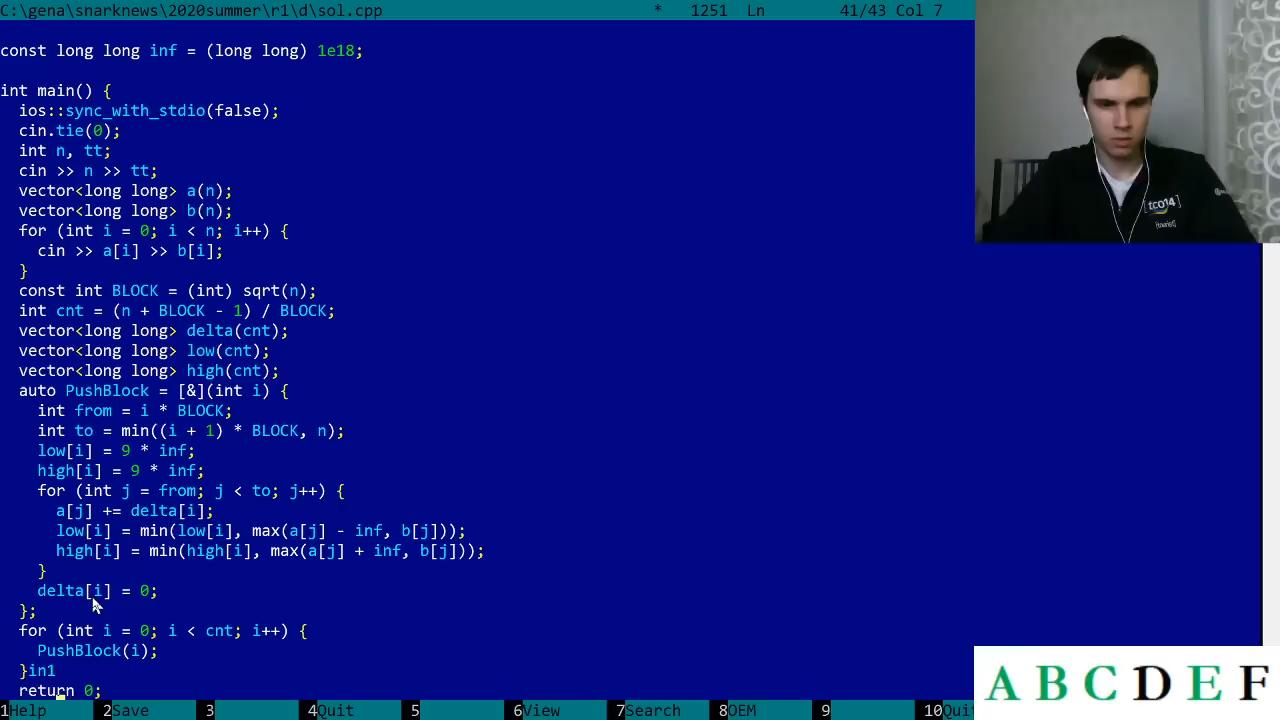 C:\gena\snarknews\2020summer\r1\d\sol.cpp * 1251 Ln 41/43 Col 7
const long long inf = (long long) 1e18;
int main() {
ios::sync_with_stdio(false);
cin.tie(0);
int n, tt;
cin >> n >> tt;
vector<long long> a(n);
vector<long long> b(n);
for (int i = 0; i < n; i++) {
cin >> a[i] >> b[i];
}
const int BLOCK = (int) sqrt(n);
int cnt = (n + BLOCK - 1) / BLOCK;
vector<long long> delta(cnt);
vector<long long> low(cnt);
vector<long long> high(cnt);
auto PushBlock = [&](int i) {
int from = i * BLOCK;
int to = min((i + 1) * BLOCK, n);
low[i] = 9 * inf;
high[i] = 9 * inf;
for (int j = from; j < to; j++) {
a[j] += delta[i];
low[i] = min(low[i], max(a[j] - inf, b[j]));
high[i] = min(high[i], max(a[j] + inf, b[j]));
}
delta[i] = 0;
};
for (int i = 0; i < cnt; i++) {
PushBlock(i);
}in1
return 0;
1Help 2Save 3 4Quit 5 6View 7Search 8OEM 9 10Qui
[tco14]
[tourist]
A B C D E F